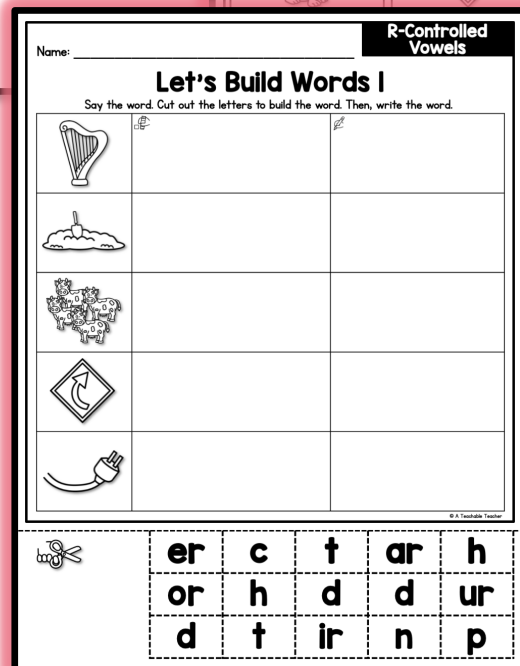 R-Controlled
Vowels
Name:
Let's Build Words 1
Say the word. Cut out the letters to build the word. Then, write the word.
© A Teachable Teacher
er c t ar h
or h d d ur
d t ir n p